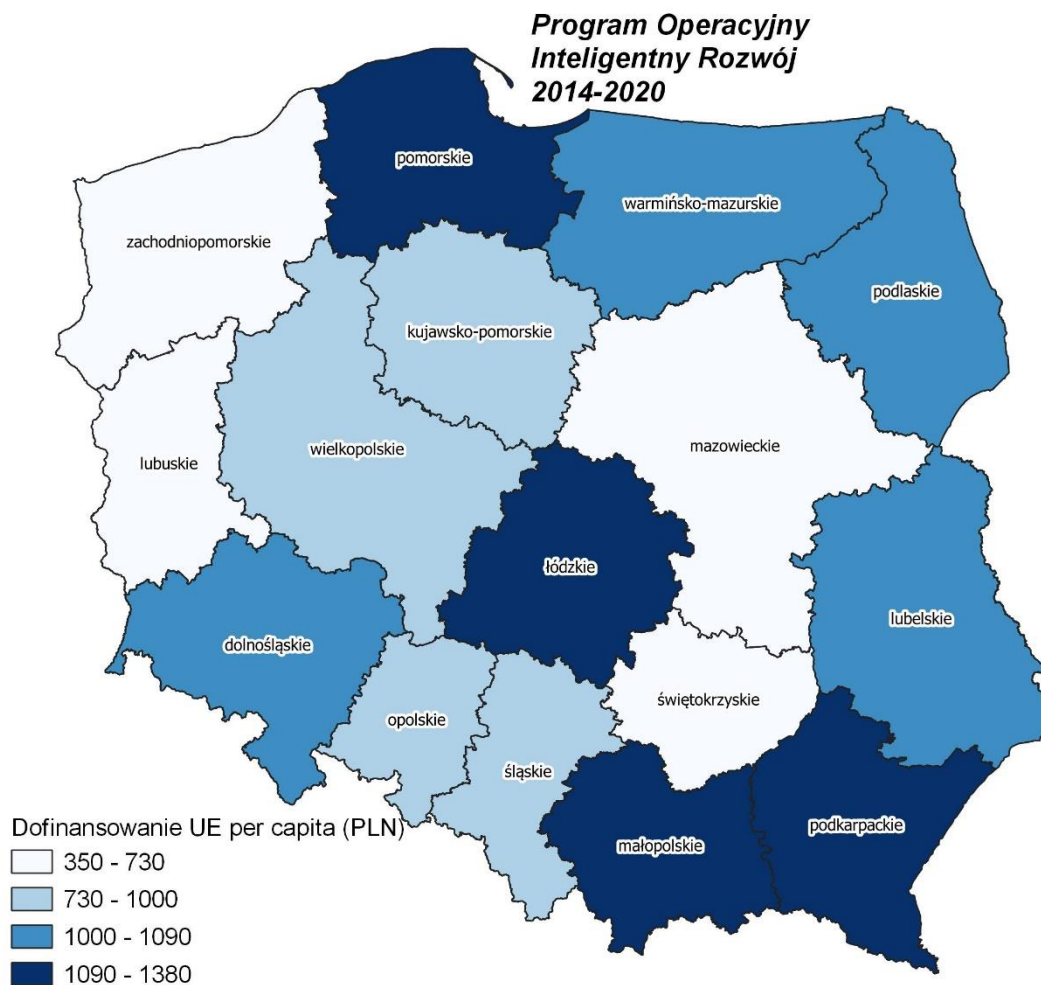 Program Operacyjny
Inteligentny Rozwój
2014-2020
pomorskie
warmińsko-mazurskie
zachodniopomorskie
podlaskie
kujawsko-pomorskie
mazowieckie
wielkopolskie
lubuskie
łódzkie
lubelskie
dolnośląskie
świętokrzyskie
opolskie
śląskie
podkarpackie
małopolskie
Dofinansowanie UE per capita (PLN)
350 - 730
730 - 1000
1000 - 1090
1090 - 1380